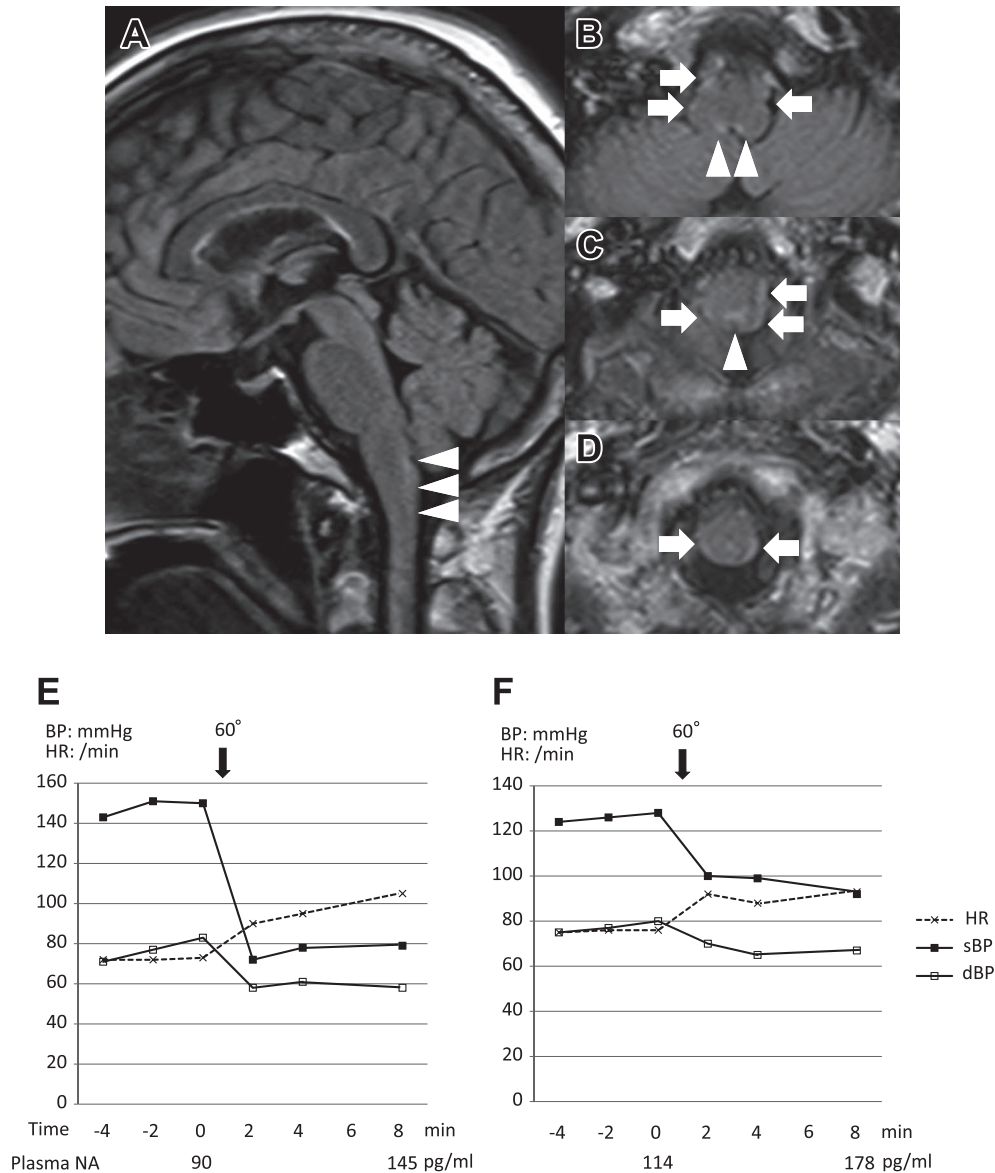 A
B
C
D
E
BP: mmHg
HR: /min
60°
160
140
120
100
80
60
40
20
0
Time -4 -2 0 2 4 6 8 min
Plasma NA 90 145 pg/ml
F
BP: mmHg
HR: /min
60°
140
120
100
80
60
40
20
0
-4 -2 0 2 4 6 8 min
114 178 pg/ml
HR
sBP
dBP